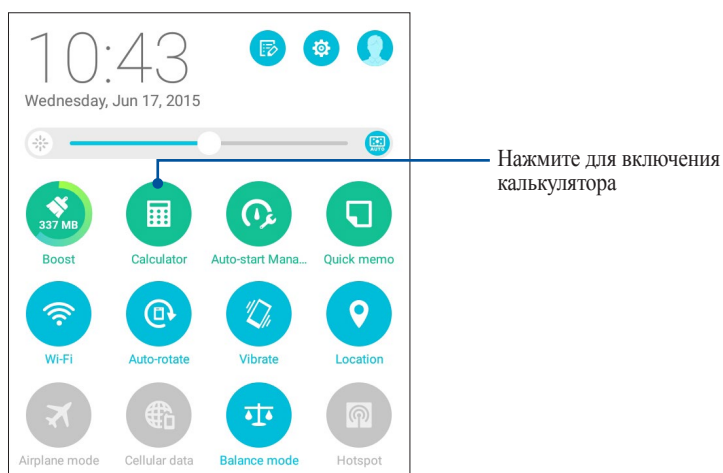 10:43
Wednesday, Jun 17, 2015
AUTO
Нажмите для включения
калькулятора
337 MB
Boost
Calculator
Auto-start Mana...
Quick memo
Wi-Fi
Auto-rotate
Vibrate
Location
Airplane mode
Cellular data
Balance mode
Hotspot